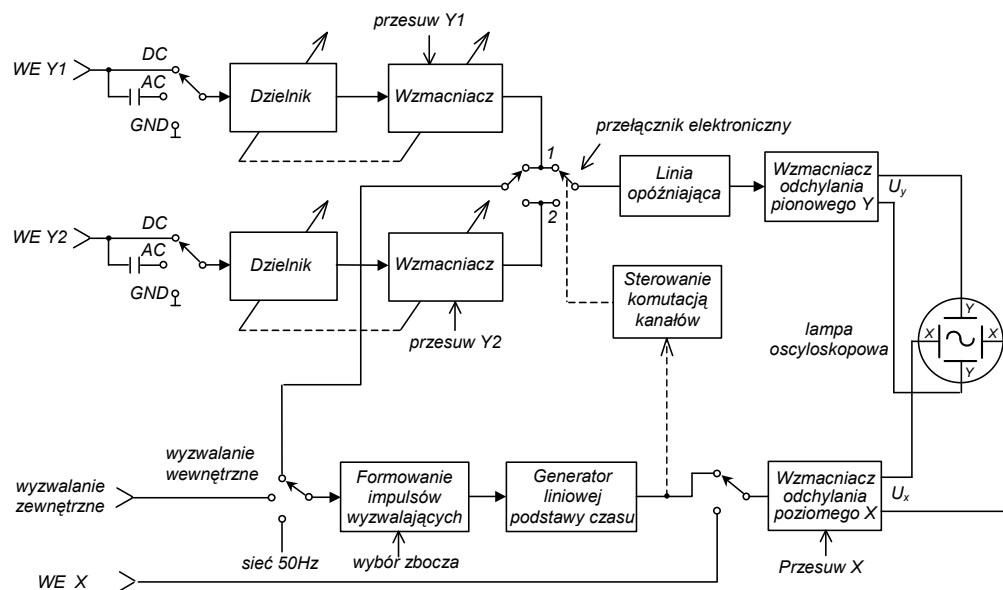 przesuw Y1
WE Y1
DC
AC
GND
Dzielnik
Wzmacniacz
przełącznik elektroniczny
1
2
Linia
opóźniająca
Wzmacniacz
odchylania
pionowego Y
Uy
WE Y2
DC
AC
GND
Dzielnik
Wzmacniacz
przesuw Y2
Sterowanie
komutacją
kanałów
lampa
oscyloskopowa
Y
X
X
Y
wyzwalanie
wewnętrzne
wyzwalanie
zewnętrzne
sieć 50Hz
Formowanie
impulsów
wyzwalających
wybór zbocza
Generator
liniowej
podstawy czasu
Wzmacniacz
odchylania
poziomego X
Ux
Przesuw X
WE X